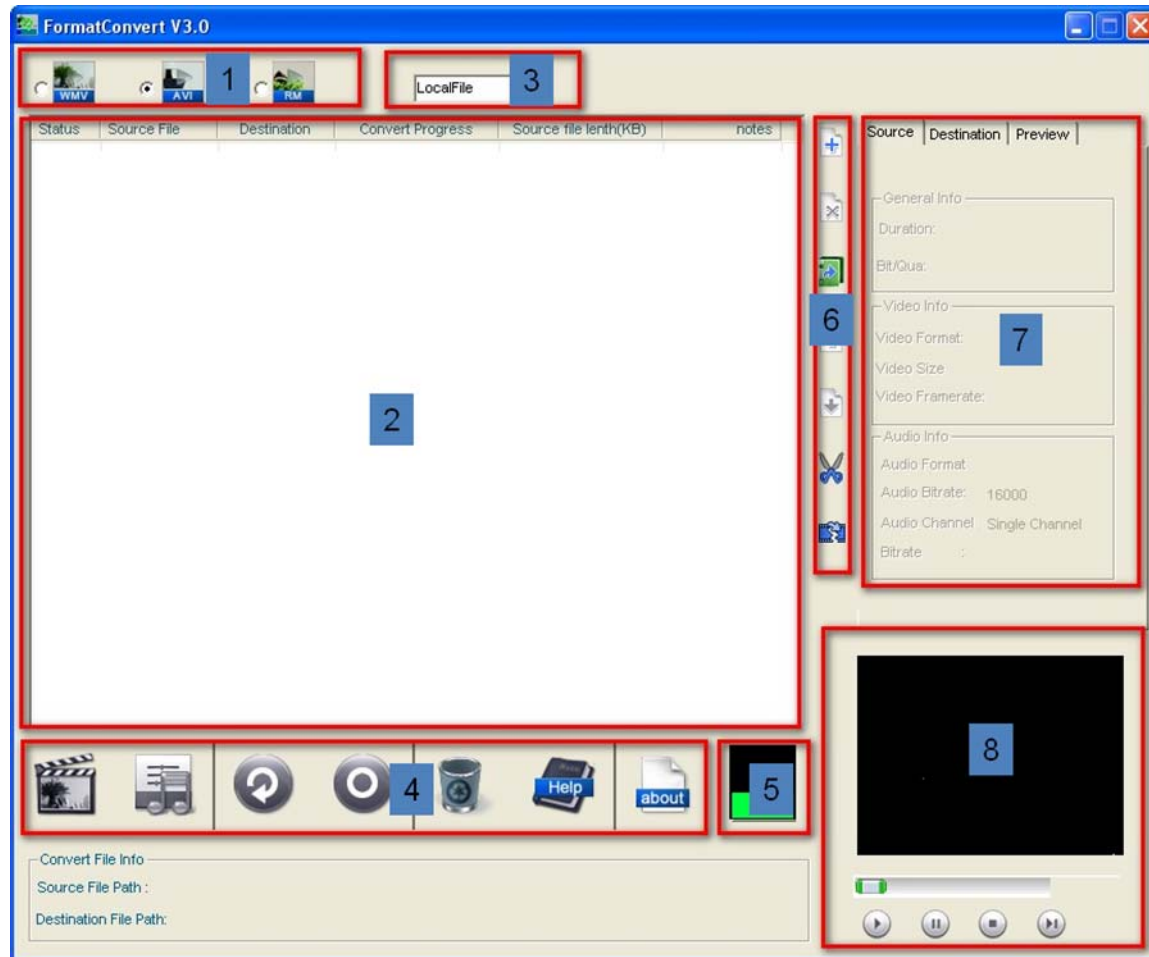 FormatConvert V3.0
WMV AVI 1 RM
LocalFile 3
Status Source File Destination Convert Progress Source file lenth(KB) notes
Source Destination Preview
General Info
Duration:
Bit/Qua:
6
Video Info
Video Format:
7
Video Size
Video Framerate:
2
Audio Info
Audio Format
Audio Bitrate: 16000
Audio Channel Single Channel
Bitrate :
4
Help
about
5
8
Convert File Info
Source File Path :
Destination File Path: